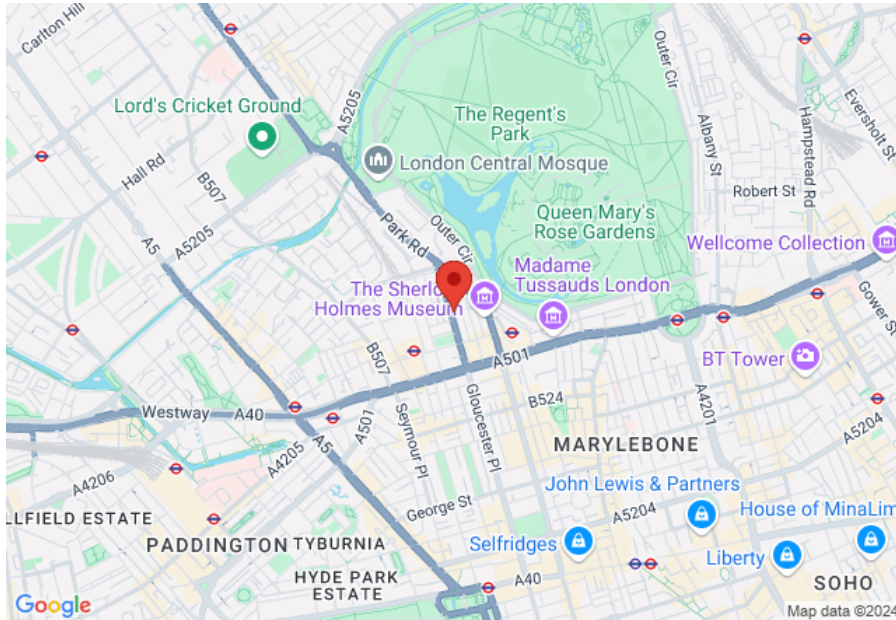 Carlton Hill
Lord's Cricket Ground
A5205
The Regent's
Park
London Central Mosque
Outer Cir
Albany St
Hampstead Rd
Eversholt St
Hall Rd
B507
Robert St
A5205
A5
Park Rd
Outer Cir
Queen Mary's
Rose Gardens
Wellcome Collection
The Sherlo
Holmes Museum
Madame
Tussauds London
Gower St
B507
A501
BT Tower
Westway
A40
A501
Seymour Pl
Gloucester Pl
B524
A4201
A5204
A5
A4205
A4206
MARYLEBONE
John Lewis & Partners
George St
A5204
House of MinaLim
LLFIELD ESTATE
PADDINGTON
TYBURNIA
Selfridges
Liberty
HYDE PARK
ESTATE
A40
SOHO
Google
Map data ©2024